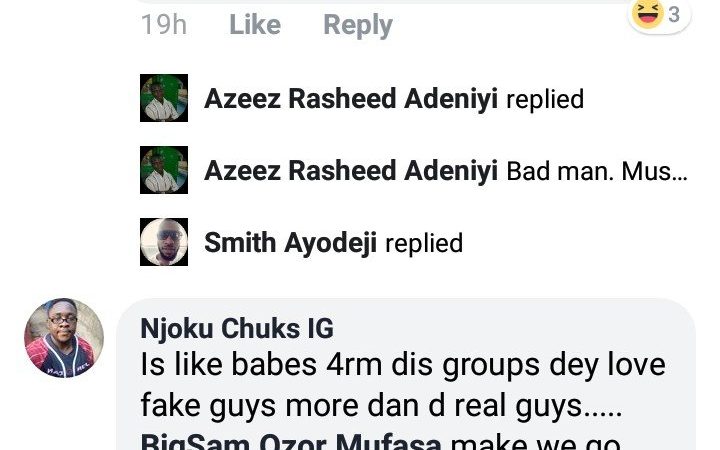 19h Like Reply 3
Azeez Rasheed Adeniyi replied
Azeez Rasheed Adeniyi Bad man. Mus...
Smith Ayodeji replied
Njoku Chuks IG
Is like babes 4rm dis groups dey love
fake guys more dan d real guys.....
BigSam Ozor Mufasa make we go